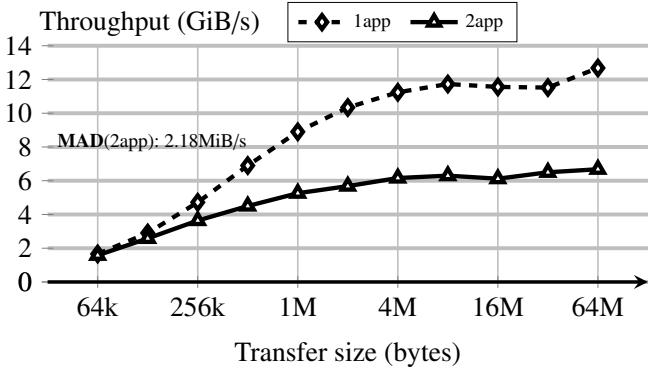 Throughput (GiB/s)
1app 2app
14
12
10
8
MAD(2app): 2.18MiB/s
6
4
2
0
64k 256k 1M 4M 16M 64M
Transfer size (bytes)